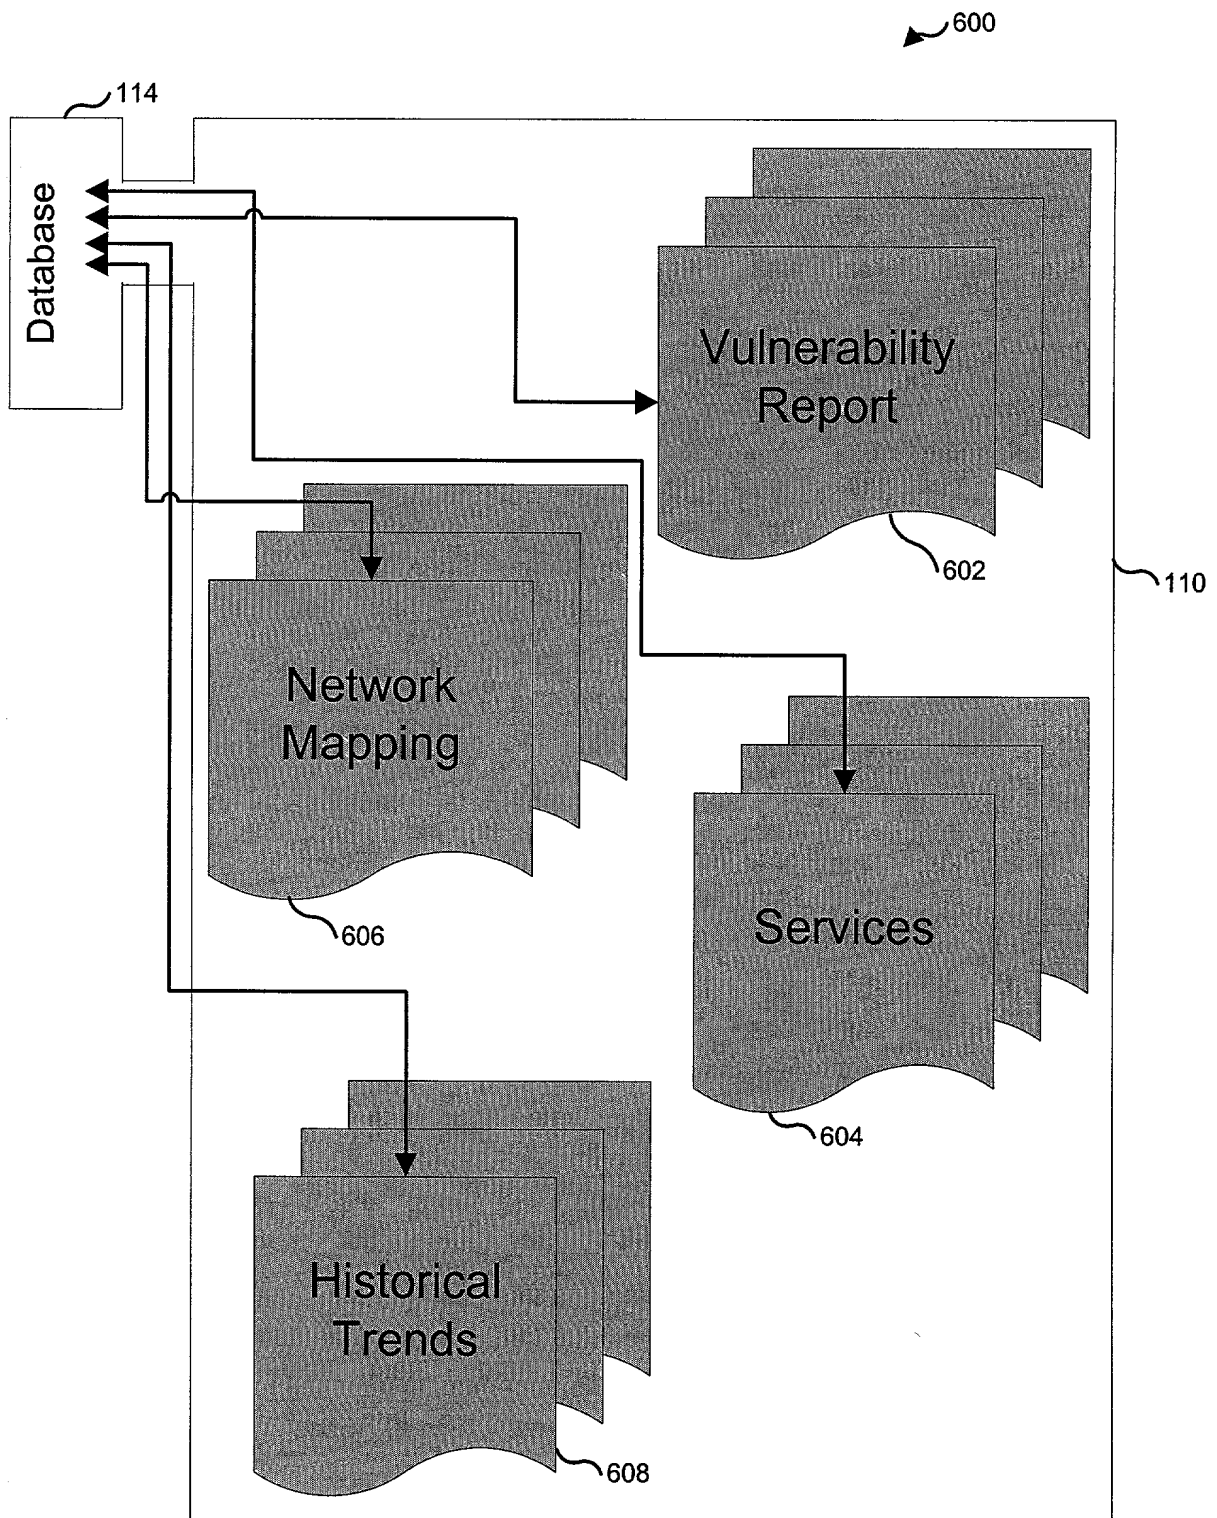 600
114
Database
Vulnerability
Report
602
110
Network
Mapping
606
Services
604
Historical
Trends
608